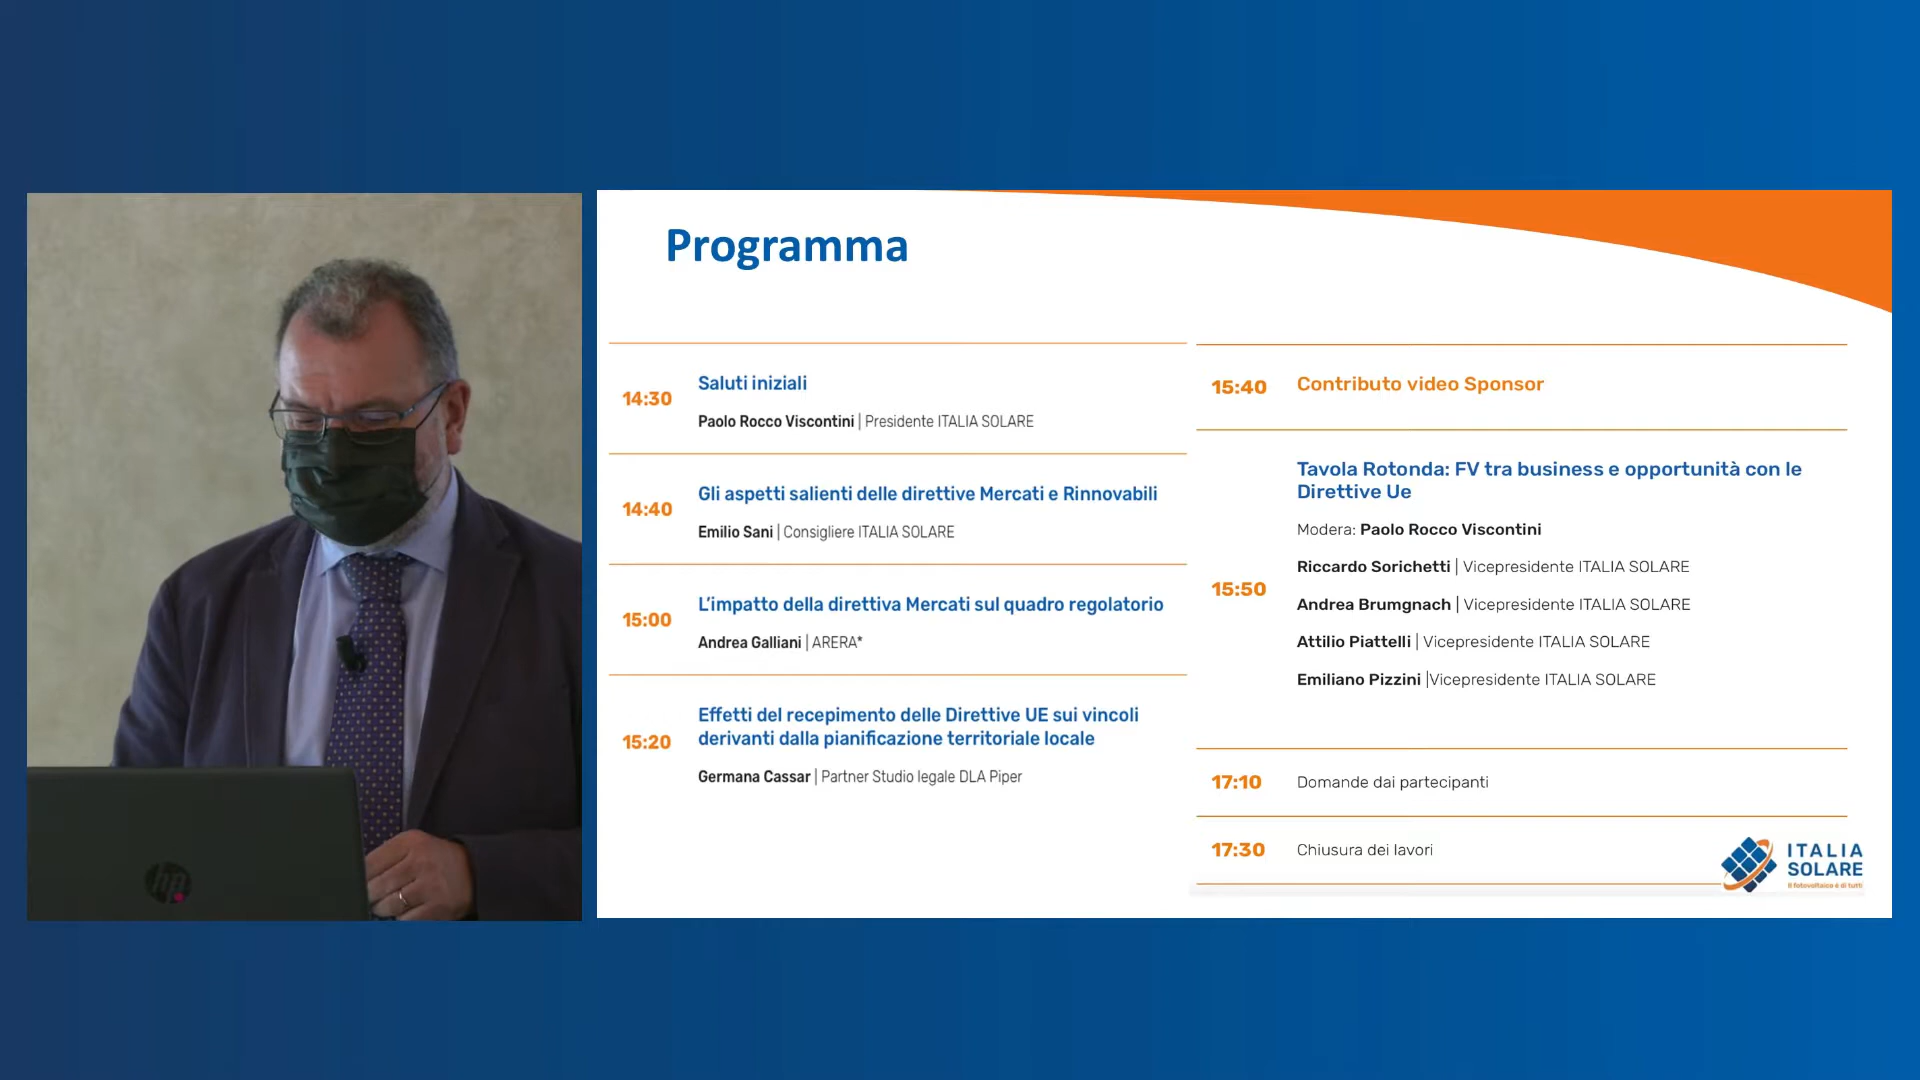 Programma
14:30
Saluti iniziali
Paolo Rocco Viscontini | Presidente ITALIA SOLARE
14:40
Gli aspetti salienti delle direttive Mercati e Rinnovabili
Emilio Sani | Consigliere ITALIA SOLARE
15:00
L'impatto della direttiva Mercati sul quadro regolatorio
Andrea Galliani | ARERA*
15:20
Effetti del recepimento delle Direttive UE sui vincoli
derivanti dalla pianificazione territoriale locale
Germana Cassar | Partner Studio legale DLA Piper
15:40
Contributo video Sponsor
15:50
Tavola Rotonda: FV tra business e opportunità con le
Direttive Ue
Modera: Paolo Rocco Viscontini
Riccardo Sorichetti | Vicepresidente ITALIA SOLARE
Andrea Brumgnach | Vicepresidente ITALIA SOLARE
Attilio Piattelli | Vicepresidente ITALIA SOLARE
Emiliano Pizzini |Vicepresidente ITALIA SOLARE
17:10
Domande dai partecipanti
17:30
Chiusura dei lavori
ITALIA
SOLARE
Il fotovoltaico è di tutti
hp